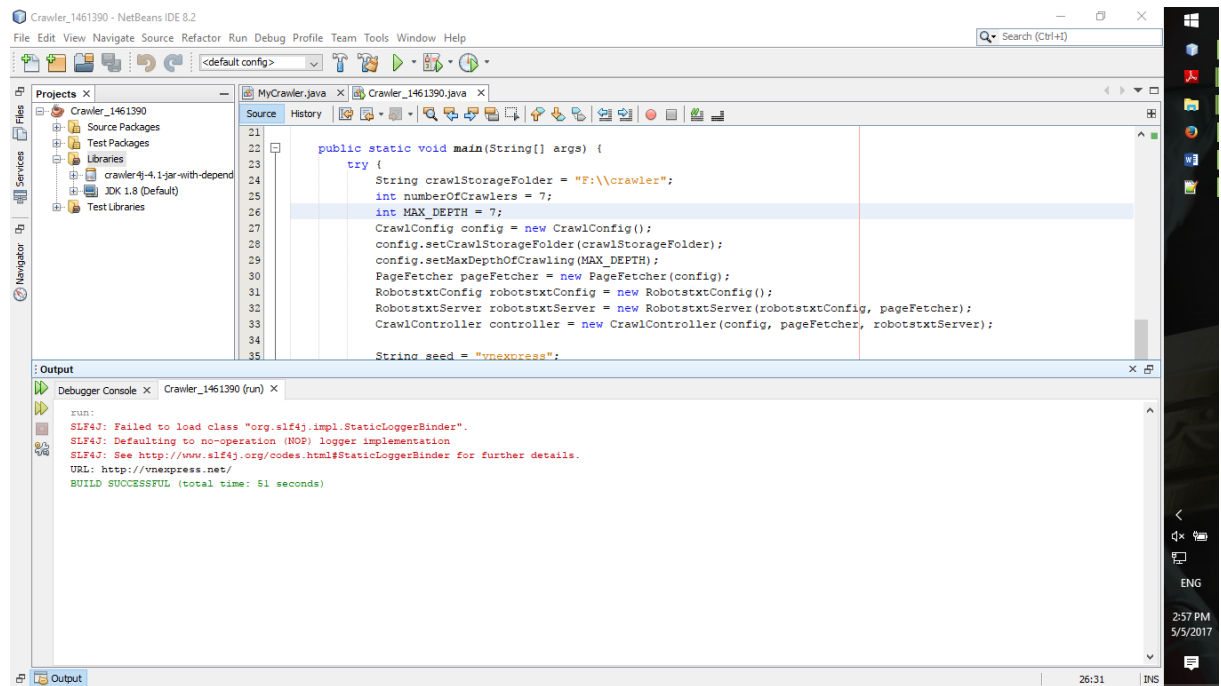 Crawler_1461390 - NetBeans IDE 8.2
File Edit View Navigate Source Refactor Run Debug Profile Team Tools Window Help
Search (Ctrl+I)
<default config>
Projects
MyCrawler.java
Crawler_1461390.java
Files
Services
Navigator
Crawler_1461390
Source Packages
Test Packages
Libraries
crawler4j-4.1-jar-with-depend
JDK 1.8 (Default)
Test Libraries
Source History
21
22 public static void main(String[] args) {
23 try {
24 String crawlStorageFolder = "F:\\crawler";
25 int numberOfCrawlers = 7;
26 int MAX_DEPTH = 7;
27 CrawlConfig config = new CrawlConfig();
28 config.setCrawlStorageFolder(crawlStorageFolder);
29 config.setMaxDepthOfCrawling(MAX_DEPTH);
30 PageFetcher pageFetcher = new PageFetcher(config);
31 RobotstxtConfig robotstxtConfig = new RobotstxtConfig();
32 RobotstxtServer robotstxtServer = new RobotstxtServer(robotstxtConfig, pageFetcher);
33 CrawlController controller = new CrawlController(config, pageFetcher, robotstxtServer);
34
35 String seed = "vnexpress";
Output
Debugger Console
Crawler_1461390 (run)
run:
SLF4J: Failed to load class "org.slf4j.impl.StaticLoggerBinder".
SLF4J: Defaulting to no-operation (NOP) logger implementation
SLF4J: See http://www.slf4j.org/codes.html#StaticLoggerBinder for further details.
URL: http://vnexpress.net/
BUILD SUCCESSFUL (total time: 51 seconds)
Output
26:31
INS
ENG
2:57 PM
5/5/2017